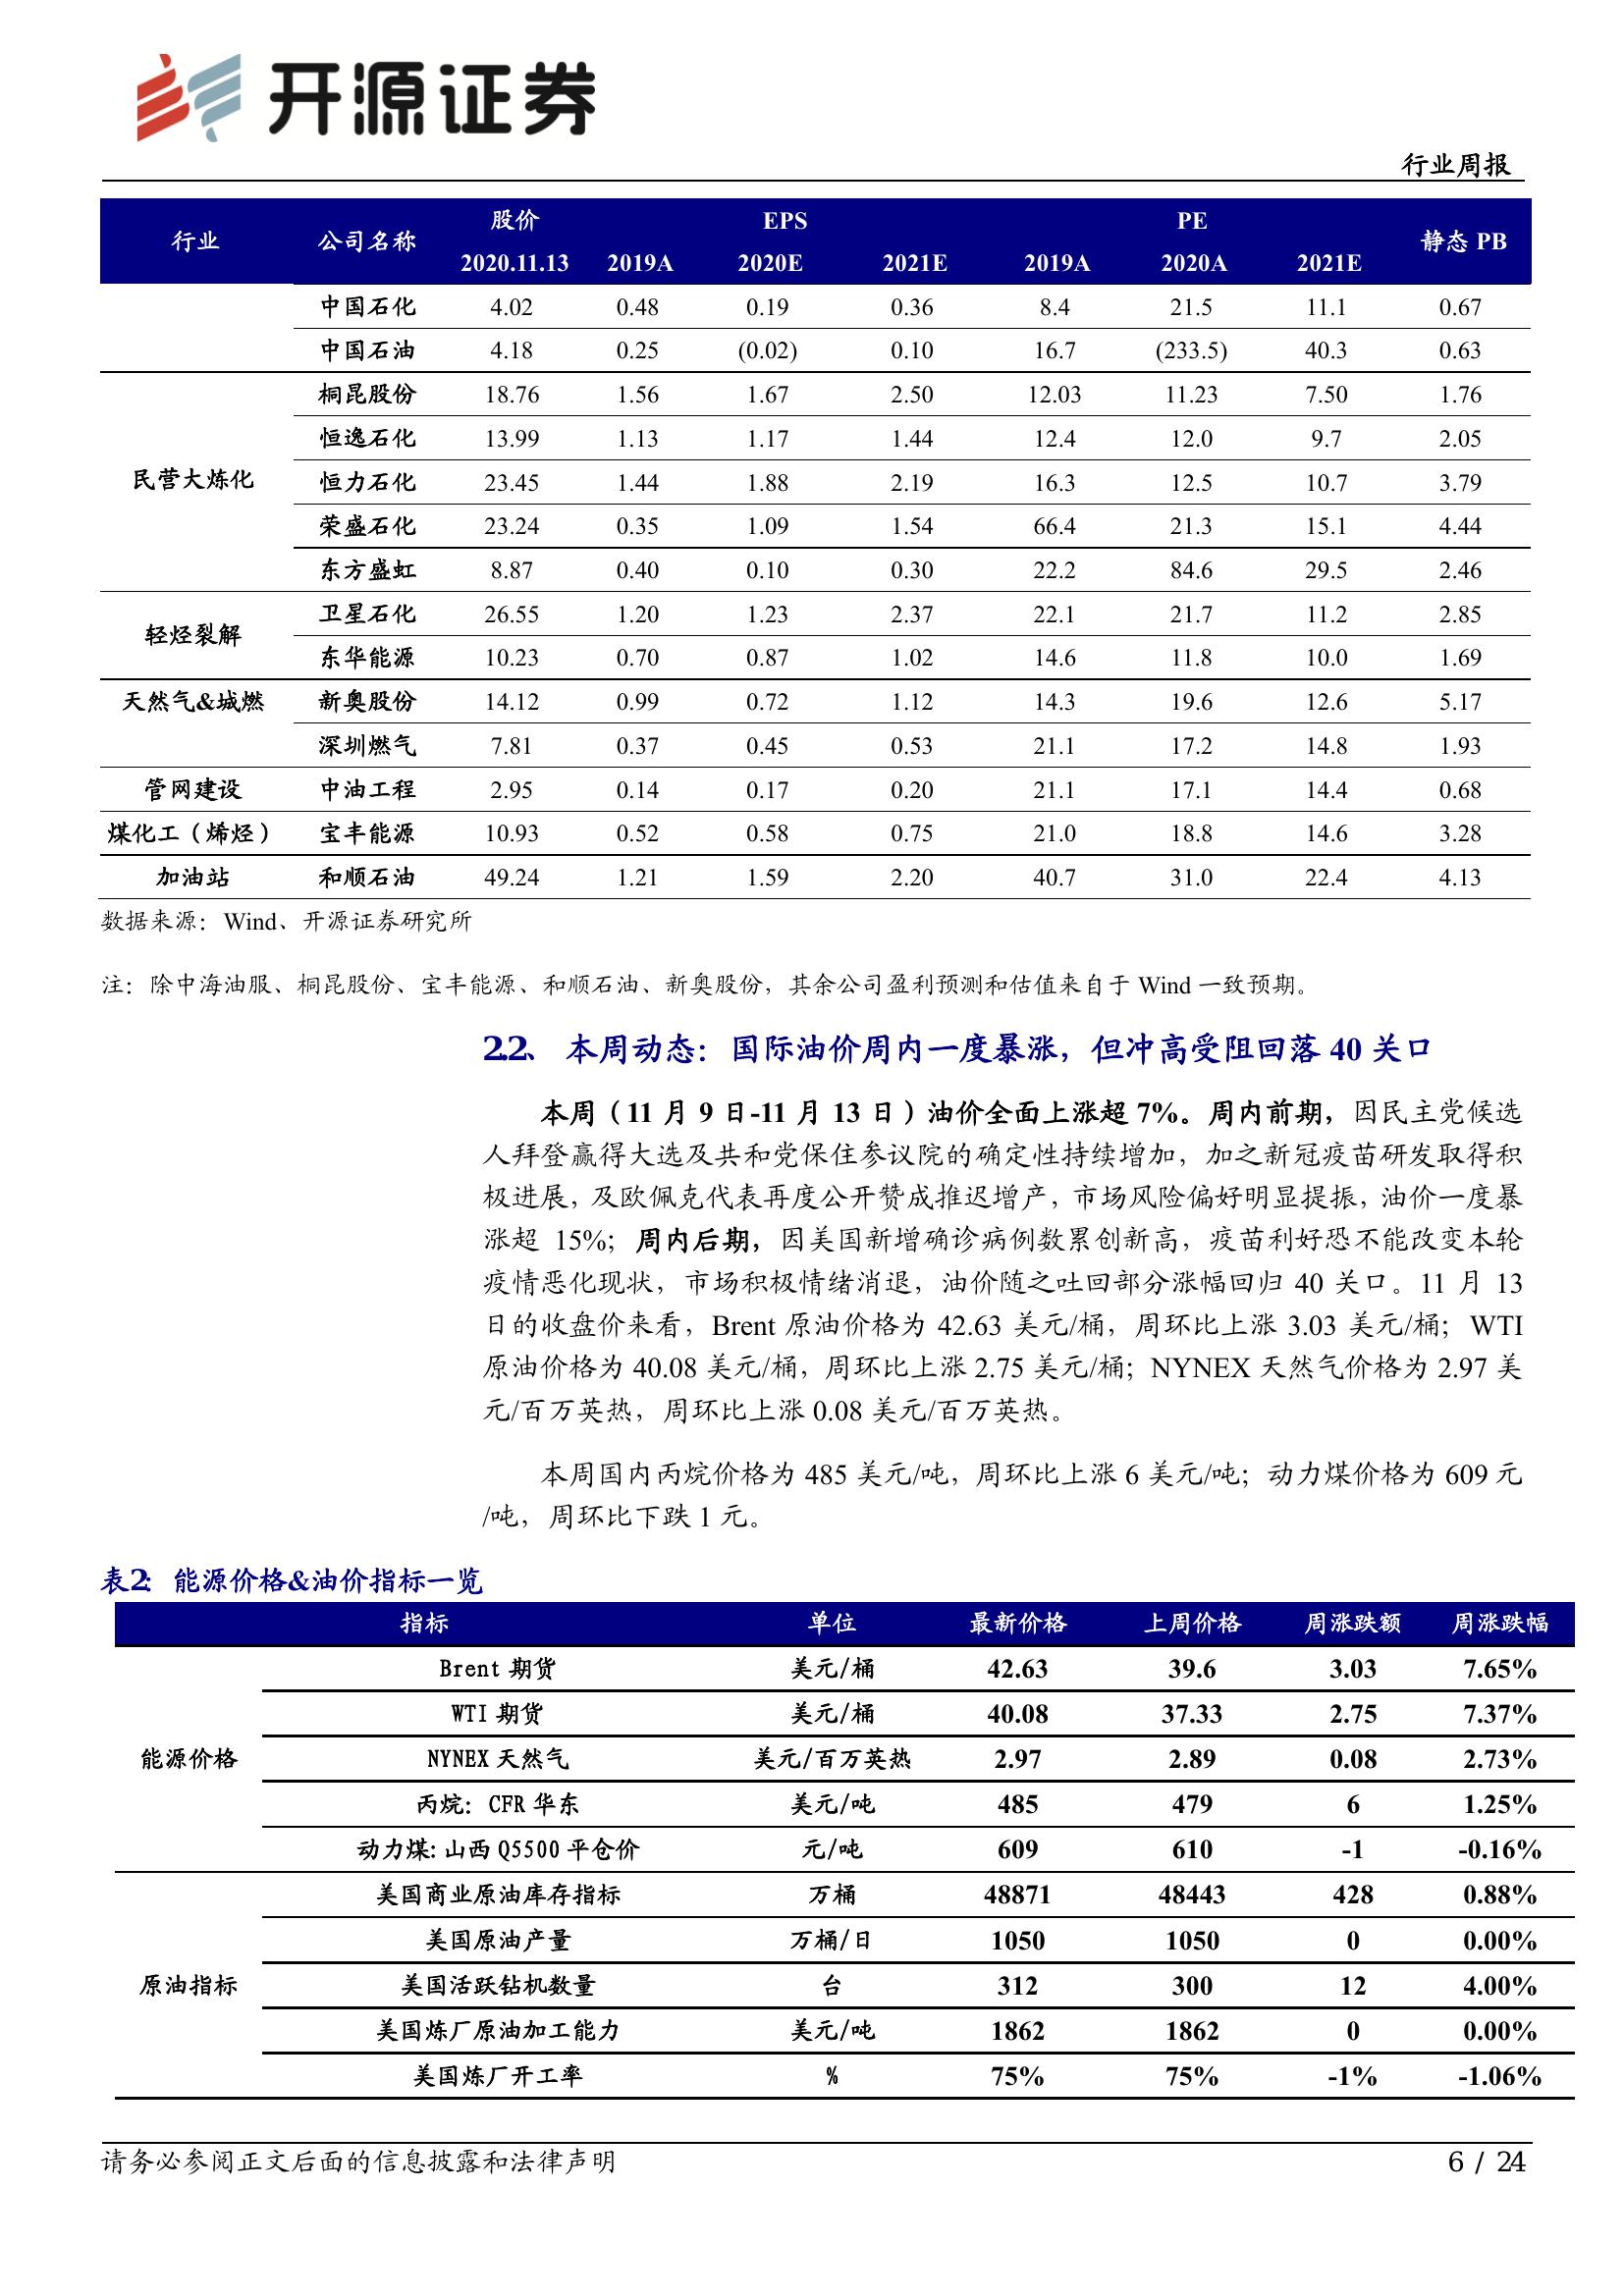 开源证券
行业周报
行业 公司名称 股价 EPS PE 静态 PB
2020.11.13 2019A 2020E 2021E 2019A 2020A 2021E
中国石化 4.02 0.48 0.19 0.36 8.4 21.5 11.1 0.67
中国石油 4.18 0.25 (0.02) 0.10 16.7 (233.5) 40.3 0.63
民营大炼化 桐昆股份 18.76 1.56 1.67 2.50 12.03 11.23 7.50 1.76
恒逸石化 13.99 1.13 1.17 1.44 12.4 12.0 9.7 2.05
恒力石化 23.45 1.44 1.88 2.19 16.3 12.5 10.7 3.79
荣盛石化 23.24 0.35 1.09 1.54 66.4 21.3 15.1 4.44
东方盛虹 8.87 0.40 0.10 0.30 22.2 84.6 29.5 2.46
轻烃裂解 卫星石化 26.55 1.20 1.23 2.37 22.1 21.7 11.2 2.85
东华能源 10.23 0.70 0.87 1.02 14.6 11.8 10.0 1.69
天然气&城燃 新奥股份 14.12 0.99 0.72 1.12 14.3 19.6 12.6 5.17
深圳燃气 7.81 0.37 0.45 0.53 21.1 17.2 14.8 1.93
管网建设 中油工程 2.95 0.14 0.17 0.20 21.1 17.1 14.4 0.68
煤化工（烯烃） 宝丰能源 10.93 0.52 0.58 0.75 21.0 18.8 14.6 3.28
加油站 和顺石油 49.24 1.21 1.59 2.20 40.7 31.0 22.4 4.13
数据来源：Wind、开源证券研究所
注：除中海油服、桐昆股份、宝丰能源、和顺石油、新奥股份，其余公司盈利预测和估值来自于 Wind 一致预期。
2.2、 本周动态：国际油价周内一度暴涨，但冲高受阻回落 40 关口
本周（11 月 9 日-11 月 13 日）油价全面上涨超 7%。周内前期，因民主党候选
人拜登赢得大选及共和党保住参议院的确定性持续增加，加之新冠疫苗研发取得积
极进展，及欧佩克代表再度公开赞成推迟增产，市场风险偏好明显提振，油价一度暴
涨超 15%；周内后期，因美国新增确诊病例数累创新高，疫苗利好恐不能改变本轮
疫情恶化现状，市场积极情绪消退，油价随之吐回部分涨幅回归 40 关口。11 月 13
日的收盘价来看，Brent 原油价格为 42.63 美元/桶，周环比上涨 3.03 美元/桶；WTI
原油价格为 40.08 美元/桶，周环比上涨 2.75 美元/桶；NYNEX 天然气价格为 2.97 美
元/百万英热，周环比上涨 0.08 美元/百万英热。
本周国内丙烷价格为 485 美元/吨，周环比上涨 6 美元/吨；动力煤价格为 609 元
/吨，周环比下跌 1 元。
表2：能源价格&油价指标一览
指标 单位 最新价格 上周价格 周涨跌额 周涨跌幅
能源价格 Brent 期货 美元/桶 42.63 39.6 3.03 7.65%
WTI 期货 美元/桶 40.08 37.33 2.75 7.37%
NYNEX 天然气 美元/百万英热 2.97 2.89 0.08 2.73%
丙烷：CFR 华东 美元/吨 485 479 6 1.25%
动力煤:山西 Q5500 平仓价 元/吨 609 610 -1 -0.16%
原油指标 美国商业原油库存指标 万桶 48871 48443 428 0.88%
美国原油产量 万桶/日 1050 1050 0 0.00%
美国活跃钻机数量 台 312 300 12 4.00%
美国炼厂原油加工能力 美元/吨 1862 1862 0 0.00%
美国炼厂开工率 % 75% 75% -1% -1.06%
请务必参阅正文后面的信息披露和法律声明 6 / 24